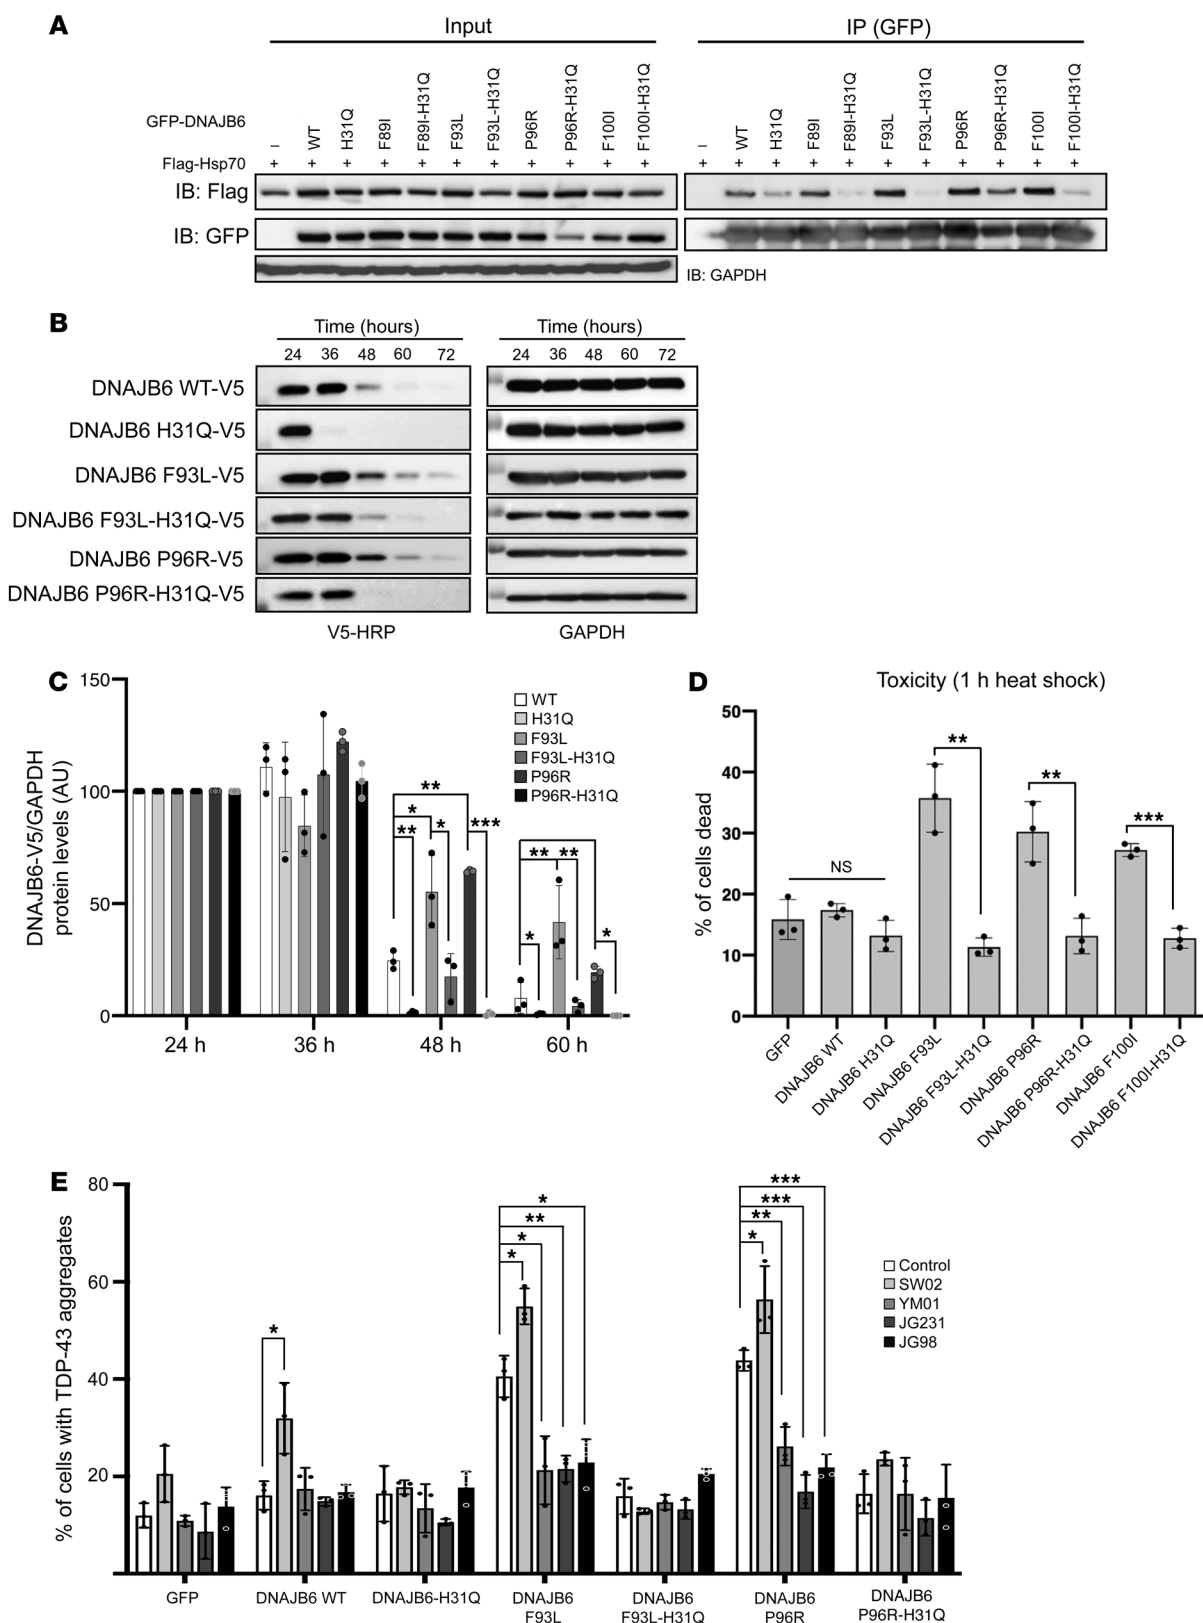 A
Input
IP (GFP)
GFP-DNAJB6
– WT H31Q F89I F89I-H31Q F93L F93L-H31Q P96R P96R-H31Q F100I F100I-H31Q
– WT H31Q F89I F89I-H31Q F93L F93L-H31Q P96R P96R-H31Q F100I F100I-H31Q
Flag-Hsp70 + + + + + + + + + + + + + + + + + + + + + +
IB: Flag
IB: GFP
IB: GAPDH
B
Time (hours) Time (hours)
24 36 48 60 72 24 36 48 60 72
DNAJB6 WT-V5
DNAJB6 H31Q-V5
DNAJB6 F93L-V5
DNAJB6 F93L-H31Q-V5
DNAJB6 P96R-V5
DNAJB6 P96R-H31Q-V5
V5-HRP GAPDH
C
DNAJB6-V5/GAPDH
protein levels (AU)
150
100
50
0
WT
H31Q
F93L
F93L-H31Q
P96R
P96R-H31Q
**
* *
** ***
** **
* *
24 h 36 h 48 h 60 h
D
Toxicity (1 h heat shock)
% of cells dead
50
40
30
20
10
0
NS
**
**
***
GFP
DNAJB6 WT
DNAJB6 H31Q
DNAJB6 F93L
DNAJB6 F93L-H31Q
DNAJB6 P96R
DNAJB6 P96R-H31Q
DNAJB6 F100I
DNAJB6 F100I-H31Q
E
% of cells with TDP-43 aggregates
80
60
40
20
*
*
**
*
*
***
***
**
*
Control
SW02
YM01
JG231
JG98
GFP
DNAJB6 WT
DNAJB6-H31Q
DNAJB6
F93L
DNAJB6
F93L-H31Q
DNAJB6
P96R
DNAJB6
P96R-H31Q